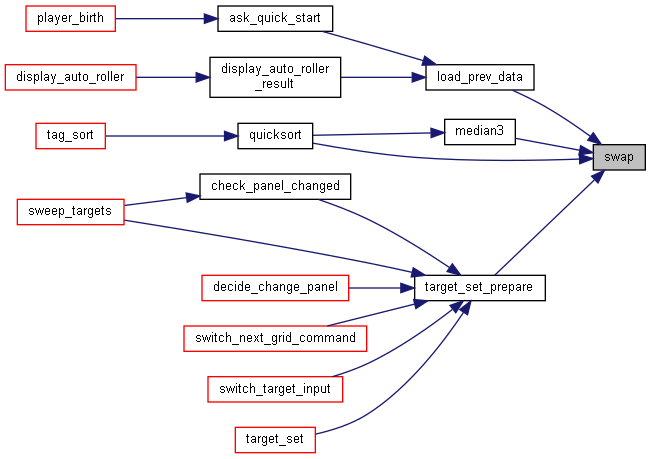 player_birth
ask_quick_start
display_auto_roller
display_auto_roller
_result
load_prev_data
tag_sort
quicksort
median3
swap
check_panel_changed
sweep_targets
decide_change_panel
target_set_prepare
switch_next_grid_command
switch_target_input
target_set